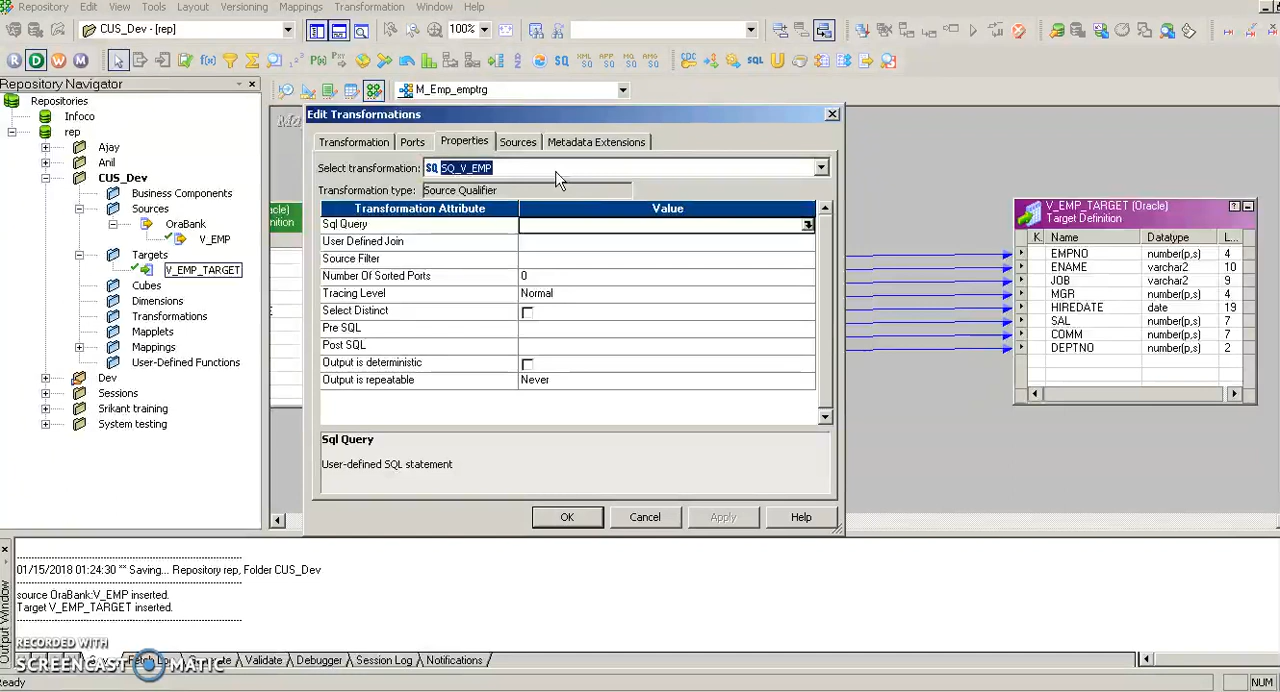 Repository Edit View Tools Layout Versioning Mappings Transformation Window Help
CUS_Dev - [rep] 100%
R D W M
M_Emp_emptrg
Repository Navigator
Repositories
Infoco
rep
Ajay
Anil
CUS_Dev
Business Components
Sources
OraBank
V_EMP
Targets
V_EMP_TARGET
Cubes
Dimensions
Transformations
Mapplets
Mappings
User-Defined Functions
Dev
Sessions
Srikant training
System testing
Edit Transformations
Transformation Ports Properties Sources Metadata Extensions
Select transformation: SQ SQ_V_EMP
Transformation type: Source Qualifier
Transformation Attribute Value
Sql Query
User Defined Join
Source Filter
Number Of Sorted Ports 0
Tracing Level Normal
Select Distinct
Pre SQL
Post SQL
Output is deterministic
Output is repeatable Never
Sql Query
User-defined SQL statement
OK Cancel Apply Help
V_EMP_TARGET (Oracle)
Target Definition
K. Name Datatype L...
EMPNO number(p,s) 4
ENAME varchar2 10
JOB varchar2 9
MGR number(p,s) 4
HIREDATE date 19
SAL number(p,s) 7
COMM number(p,s) 7
DEPTNO number(p,s) 2
01/15/2018 01:24:30 ** Saving... Repository rep, Folder CUS_Dev
source OraBank:V_EMP inserted.
Target V_EMP_TARGET inserted.
Output Window
RECORDED WITH
SCREENCAST MATIC
Validate Debugger Session Log Notifications
Ready NUM